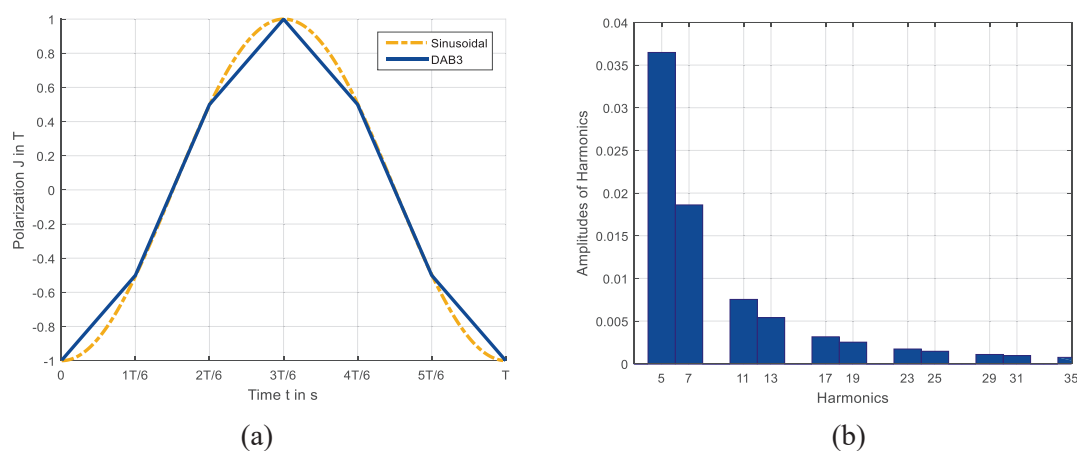 1
0.8
0.6
0.4
0.2
0
-0.2
-0.4
-0.6
-0.8
-1
Polarization J in T
Sinusoidal
DAB3
0 1T/6 2T/6 3T/6 4T/6 5T/6 T
Time t in s
(a)
0.04
0.035
0.03
0.025
0.02
0.015
0.01
0.005
0
Amplitudes of Harmonics
5 7 11 13 17 19 23 25 29 31 35
Harmonics
(b)